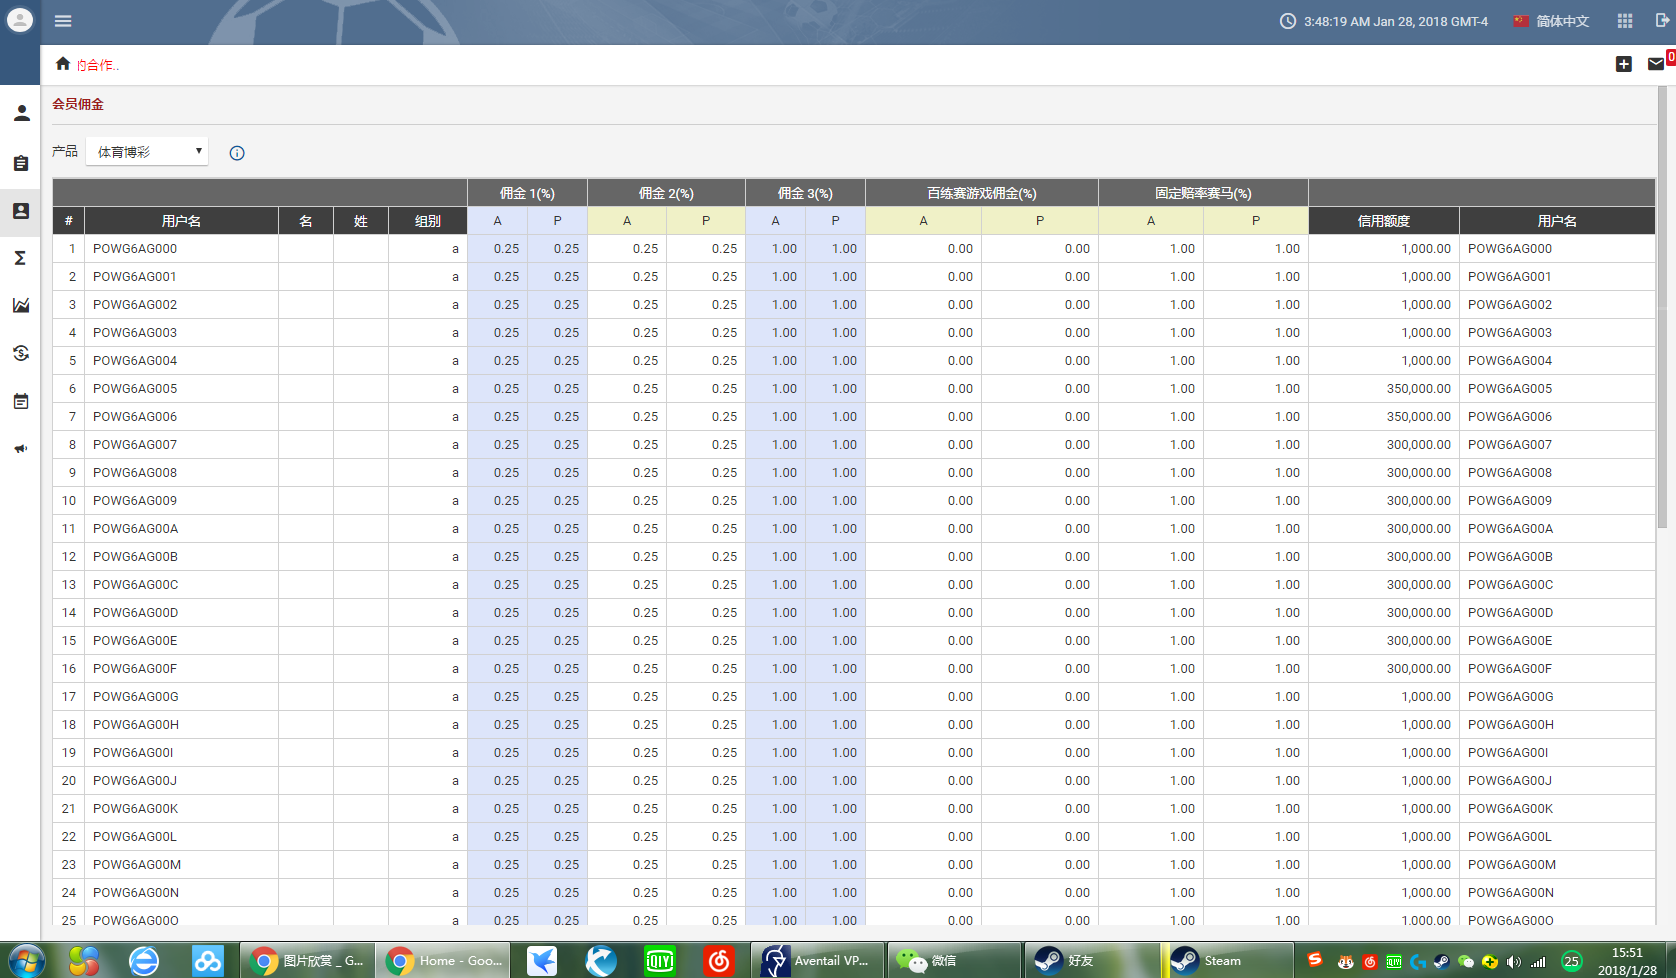 3:48:19 AM Jan 28, 2018 GMT-4 简体中文
的合作.. 0
会员佣金
产品 体育博彩
佣金 1(%) 佣金 2(%) 佣金 3(%) 百练赛游戏佣金(%) 固定赔率赛马(%)
# 用户名 名 姓 组别 A P A P A P A P A P 信用额度 用户名
1 POWG6AG000 a 0.25 0.25 0.25 0.25 1.00 1.00 0.00 0.00 1.00 1.00 1,000.00 POWG6AG000
2 POWG6AG001 a 0.25 0.25 0.25 0.25 1.00 1.00 0.00 0.00 1.00 1.00 1,000.00 POWG6AG001
3 POWG6AG002 a 0.25 0.25 0.25 0.25 1.00 1.00 0.00 0.00 1.00 1.00 1,000.00 POWG6AG002
4 POWG6AG003 a 0.25 0.25 0.25 0.25 1.00 1.00 0.00 0.00 1.00 1.00 1,000.00 POWG6AG003
5 POWG6AG004 a 0.25 0.25 0.25 0.25 1.00 1.00 0.00 0.00 1.00 1.00 1,000.00 POWG6AG004
6 POWG6AG005 a 0.25 0.25 0.25 0.25 1.00 1.00 0.00 0.00 1.00 1.00 350,000.00 POWG6AG005
7 POWG6AG006 a 0.25 0.25 0.25 0.25 1.00 1.00 0.00 0.00 1.00 1.00 350,000.00 POWG6AG006
8 POWG6AG007 a 0.25 0.25 0.25 0.25 1.00 1.00 0.00 0.00 1.00 1.00 300,000.00 POWG6AG007
9 POWG6AG008 a 0.25 0.25 0.25 0.25 1.00 1.00 0.00 0.00 1.00 1.00 300,000.00 POWG6AG008
10 POWG6AG009 a 0.25 0.25 0.25 0.25 1.00 1.00 0.00 0.00 1.00 1.00 300,000.00 POWG6AG009
11 POWG6AG00A a 0.25 0.25 0.25 0.25 1.00 1.00 0.00 0.00 1.00 1.00 300,000.00 POWG6AG00A
12 POWG6AG00B a 0.25 0.25 0.25 0.25 1.00 1.00 0.00 0.00 1.00 1.00 300,000.00 POWG6AG00B
13 POWG6AG00C a 0.25 0.25 0.25 0.25 1.00 1.00 0.00 0.00 1.00 1.00 300,000.00 POWG6AG00C
14 POWG6AG00D a 0.25 0.25 0.25 0.25 1.00 1.00 0.00 0.00 1.00 1.00 300,000.00 POWG6AG00D
15 POWG6AG00E a 0.25 0.25 0.25 0.25 1.00 1.00 0.00 0.00 1.00 1.00 300,000.00 POWG6AG00E
16 POWG6AG00F a 0.25 0.25 0.25 0.25 1.00 1.00 0.00 0.00 1.00 1.00 300,000.00 POWG6AG00F
17 POWG6AG00G a 0.25 0.25 0.25 0.25 1.00 1.00 0.00 0.00 1.00 1.00 1,000.00 POWG6AG00G
18 POWG6AG00H a 0.25 0.25 0.25 0.25 1.00 1.00 0.00 0.00 1.00 1.00 1,000.00 POWG6AG00H
19 POWG6AG00I a 0.25 0.25 0.25 0.25 1.00 1.00 0.00 0.00 1.00 1.00 1,000.00 POWG6AG00I
20 POWG6AG00J a 0.25 0.25 0.25 0.25 1.00 1.00 0.00 0.00 1.00 1.00 1,000.00 POWG6AG00J
21 POWG6AG00K a 0.25 0.25 0.25 0.25 1.00 1.00 0.00 0.00 1.00 1.00 1,000.00 POWG6AG00K
22 POWG6AG00L a 0.25 0.25 0.25 0.25 1.00 1.00 0.00 0.00 1.00 1.00 1,000.00 POWG6AG00L
23 POWG6AG00M a 0.25 0.25 0.25 0.25 1.00 1.00 0.00 0.00 1.00 1.00 1,000.00 POWG6AG00M
24 POWG6AG00N a 0.25 0.25 0.25 0.25 1.00 1.00 0.00 0.00 1.00 1.00 1,000.00 POWG6AG00N
25 POWG6AG00O a 0.25 0.25 0.25 0.25 1.00 1.00 0.00 0.00 1.00 1.00 1,000.00 POWG6AG00O
图片欣赏 _ G... Home - Goo... QIY Aventail VP... 微信 好友 Steam 25 15:51
2018/1/28